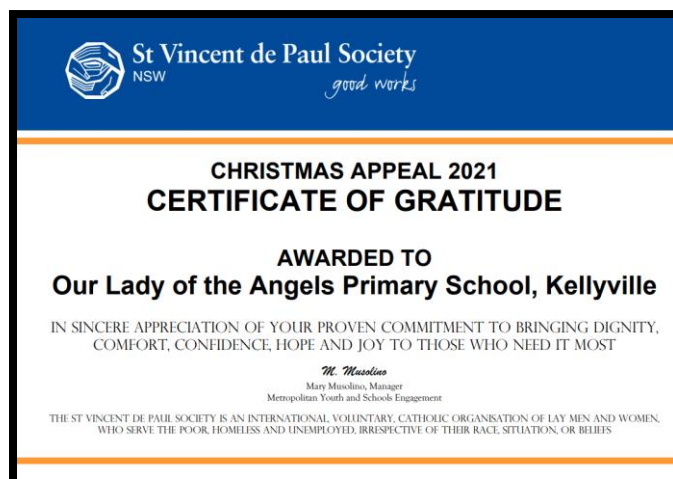 St Vincent de Paul Society
NSW
good works
CHRISTMAS APPEAL 2021
CERTIFICATE OF GRATITUDE
AWARDED TO
Our Lady of the Angels Primary School, Kellyville
IN SINCERE APPRECIATION OF YOUR PROVEN COMMITMENT TO BRINGING DIGNITY,
COMFORT, CONFIDENCE, HOPE AND JOY TO THOSE WHO NEED IT MOST
M. Musolino
Mary Musolino, Manager
Metropolitan Youth and Schools Engagement
THE ST VINCENT DE PAUL SOCIETY IS AN INTERNATIONAL, VOLUNTARY, CATHOLIC ORGANISATION OF LAY MEN AND WOMEN,
WHO SERVE THE POOR, HOMELESS AND UNEMPLOYED, IRRESPECTIVE OF THEIR RACE, SITUATION, OR BELIEFS